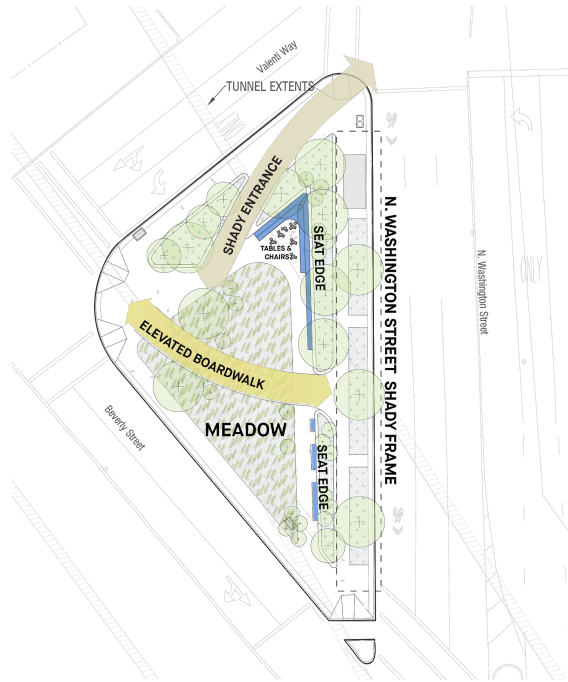 Valenti Way
TUNNEL EXTENTS
SHADY ENTRANCE
TABLES &
CHAIRS
SEAT EDGE
N. WASHINGTON STREET SHADY FRAME
N. Washington Street
ONLY
ELEVATED BOARDWALK
MEADOW
Beverly Street
SEAT EDGE